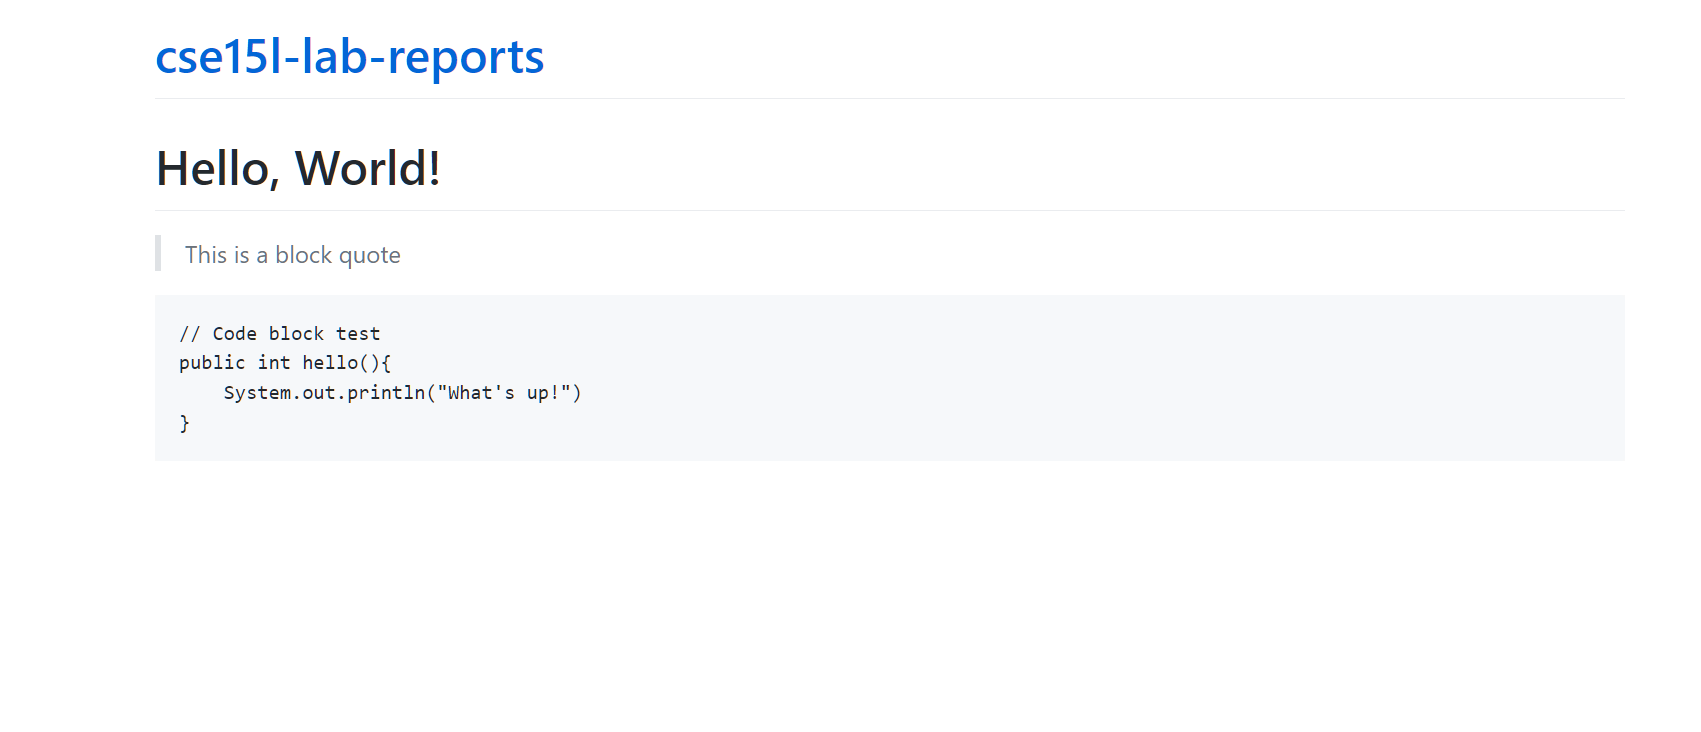 cse15l-lab-reports
Hello, World!
This is a block quote
// Code block test
public int hello(){
    System.out.println("What's up!")
}